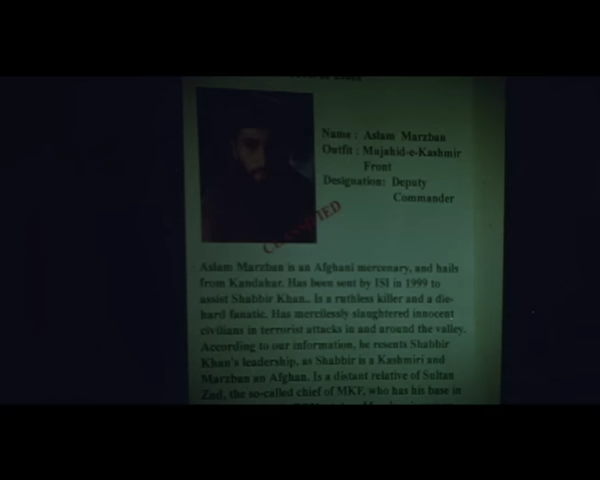 Name : Aslam Marzban
Outfit : Mujahid-e-Kashmir
Front
Designation: Deputy
Commander
CLASSIFIED
Aslam Marzban is an Afghani mercenary, and hails
from Kandahar. Has been sent by ISI in 1999 to
assist Shabbir Khan.. Is a ruthless killer and a die-
hard fanatic. Has mercilessly slaughtered innocent
civilians in terrorist attacks in and around the valley.
According to our information, he resents Shabbir
Khan's leadership, as Shabbir is a Kashmiri and
Marzban an Afghan. Is a distant relative of Sultan
Zad, the so-called chief of MKF, who has his base in